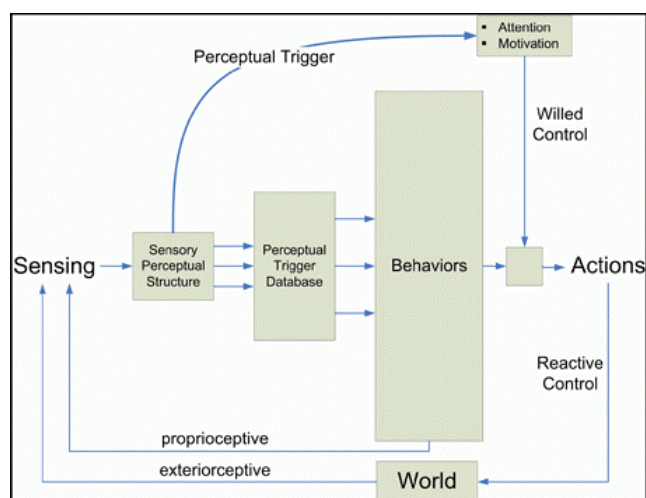 ▪ Attention
▪ Motivation
Perceptual Trigger
Willed
Control
Sensing
Sensory
Perceptual
Structure
Perceptual
Trigger
Database
Behaviors
Actions
Reactive
Control
proprioceptive
exteriorceptive
World